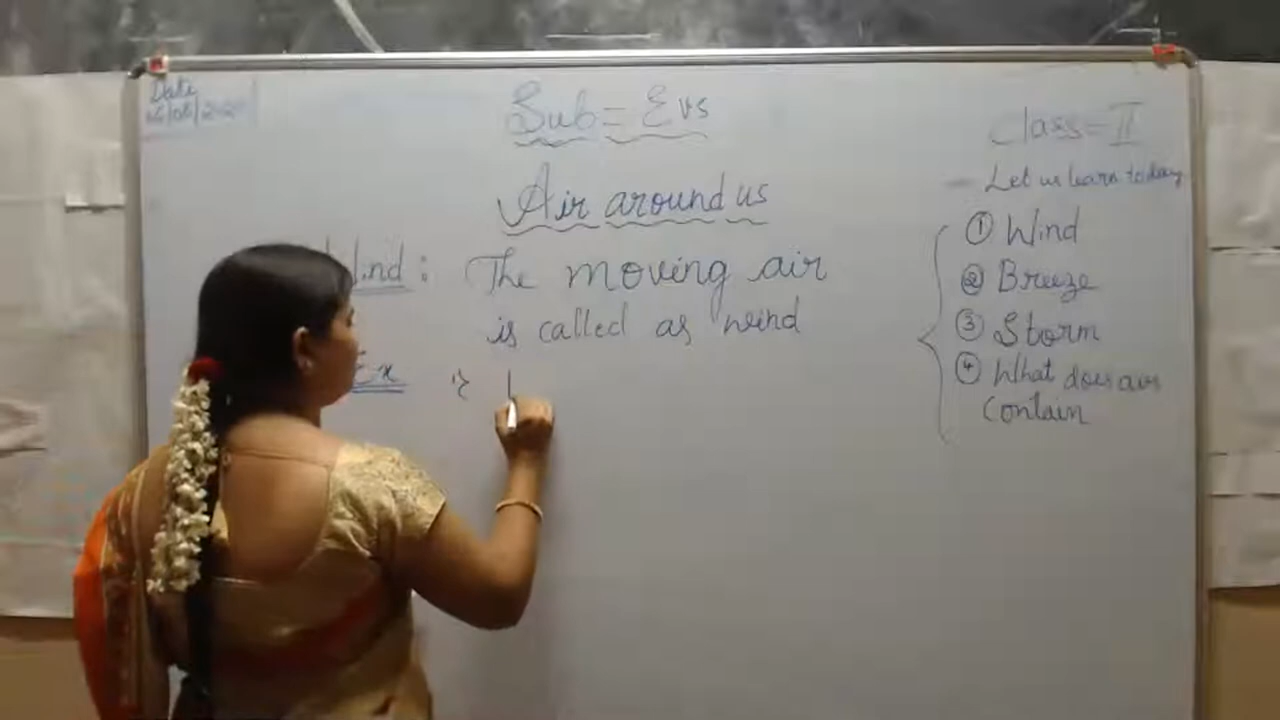 Date
Sub = Evs
Class = II
Air around us
Let us learn today
Wind : The moving air
is called as wind
Ex
① Wind
② Breeze
③ Storm
④ What does air
contain